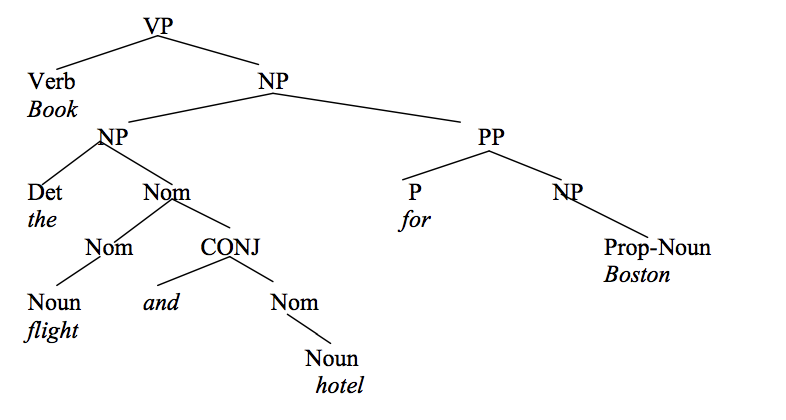 VP
Verb NP
Book
NP PP
Det Nom P NP
the for
Nom CONJ Prop-Noun
Boston
Noun and Nom
flight
Noun
hotel